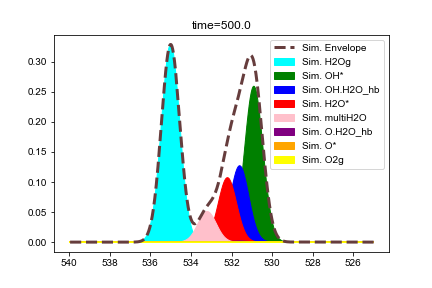 time=500.0
0.30
0.25
0.20
0.15
0.10
0.05
0.00
540
538
536
534
532
530
528
526
Sim. Envelope
Sim. H2Og
Sim. OH*
Sim. OH.H2O_hb
Sim. H2O*
Sim. multiH2O
Sim. O.H2O_hb
Sim. O*
Sim. O2g